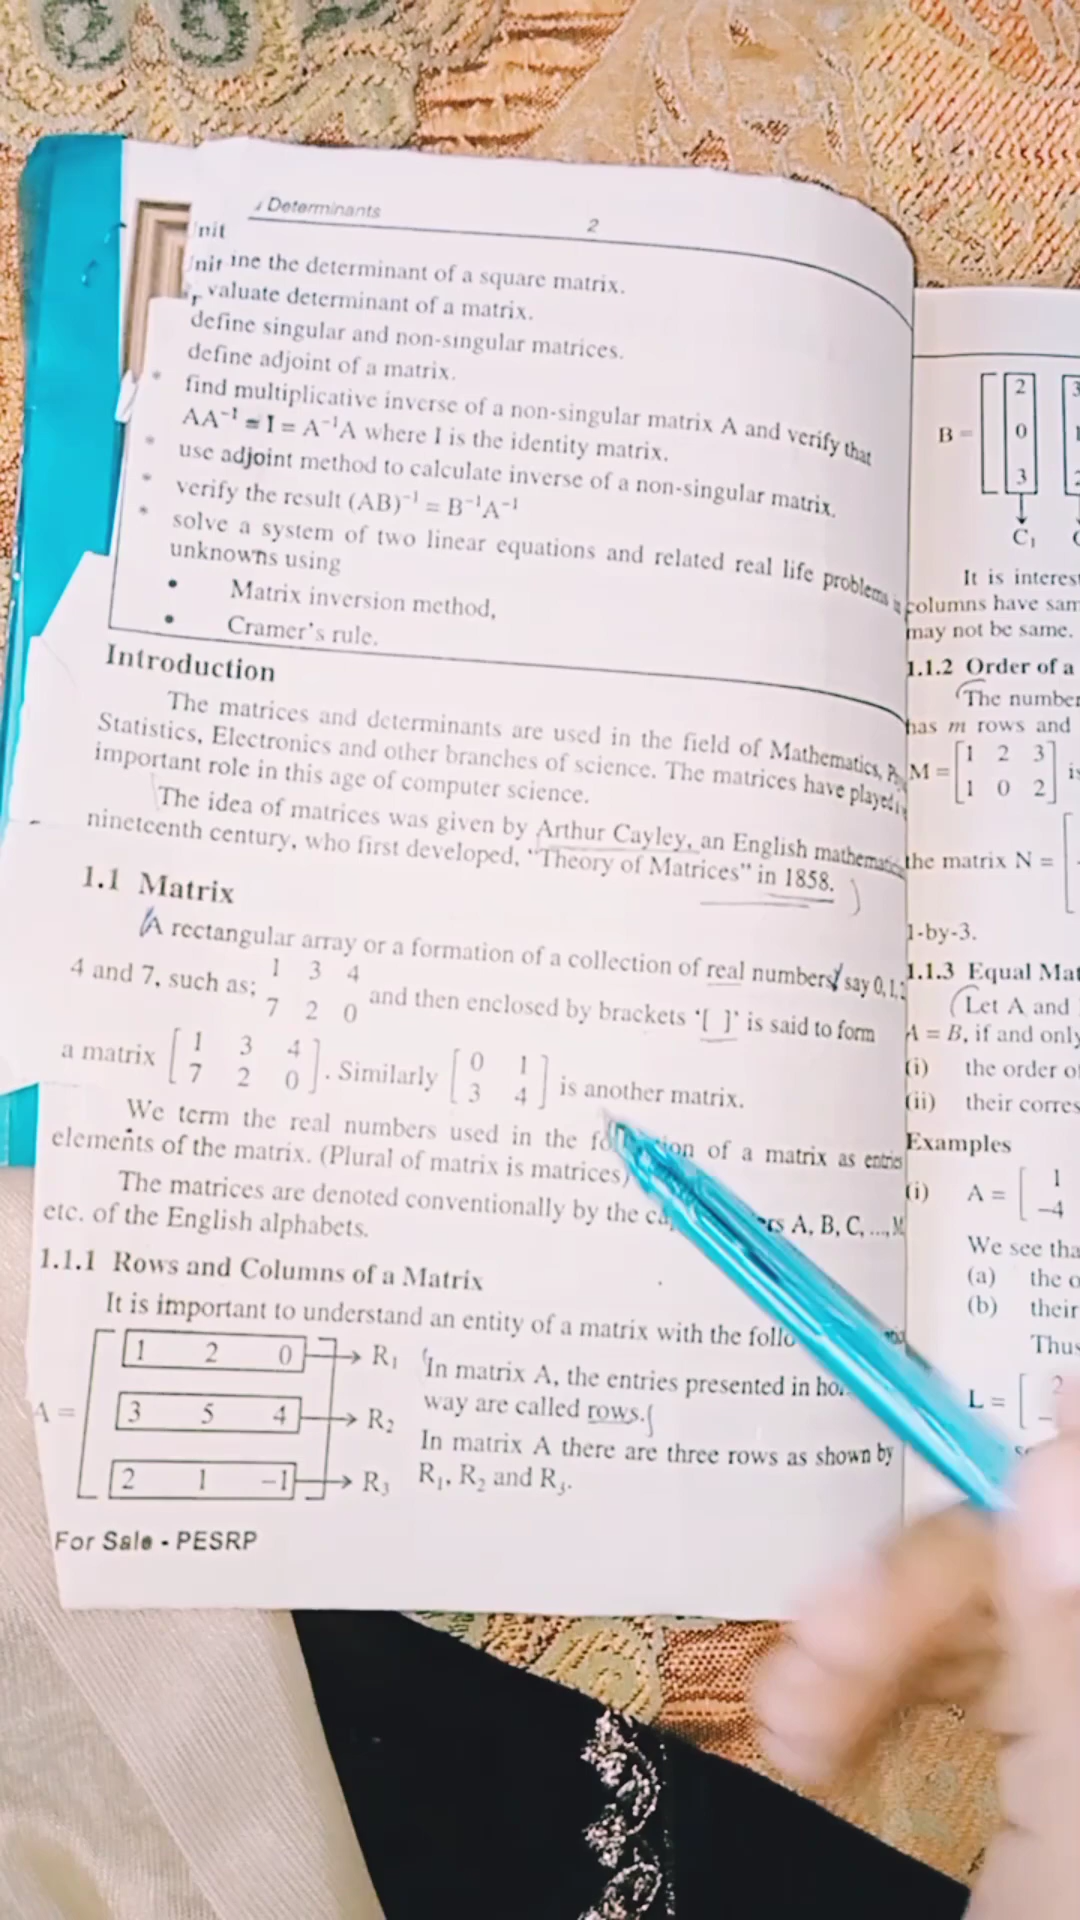 Determinants
2
nit
nit ine the determinant of a square matrix.
valuate determinant of a matrix.
define singular and non-singular matrices.
define adjoint of a matrix.
* find multiplicative inverse of a non-singular matrix A and verify that
AA⁻¹ = I = A⁻¹A where I is the identity matrix.
* use adjoint method to calculate inverse of a non-singular matrix.
* verify the result (AB)⁻¹ = B⁻¹A⁻¹
* solve a system of two linear equations and related real life problems
unknowns using
• Matrix inversion method,
• Cramer's rule.
Introduction
The matrices and determinants are used in the field of Mathematics,
Statistics, Electronics and other branches of science. The matrices have played
important role in this age of computer science.
The idea of matrices was given by Arthur Cayley, an English
nineteenth century, who first developed, "Theory of Matrices" in 1858.
1.1 Matrix
A rectangular array or a formation of a collection of real numbers, say 0, 1,
4 and 7, such as; 1 3 4
7 2 0 and then enclosed by brackets '[ ]' is said to form
a matrix [1 3 4
7 2 0]. Similarly [0 1
3 4] is another matrix.
We term the real numbers used in the of a matrix as entries
elements of the matrix. (Plural of matrix is matrices)
The matrices are denoted conventionally by the A, B, C, ...,
etc. of the English alphabets.
1.1.1 Rows and Columns of a Matrix
It is important to understand an entity of a matrix with the
A =
1 2 0 → R₁
3 5 4 → R₂
2 1 -1 → R₃
In matrix A, the entries presented in
way are called rows.
In matrix A there are three rows as shown by
R₁, R₂ and R₃.
For Sale - PESRP
B =
2
0
3
C₁
It is
columns have
may not be same.
1.1.2 Order of a
The
has m rows and
M = [1 2 3
1 0 2]
the matrix N =
1-by-3.
1.1.3 Equal
Let A and
A = B, if and only
(i) the order
(ii) their
Examples
(i) A = [1
-4
We see
(a) the
(b) their
Thus
L = [2